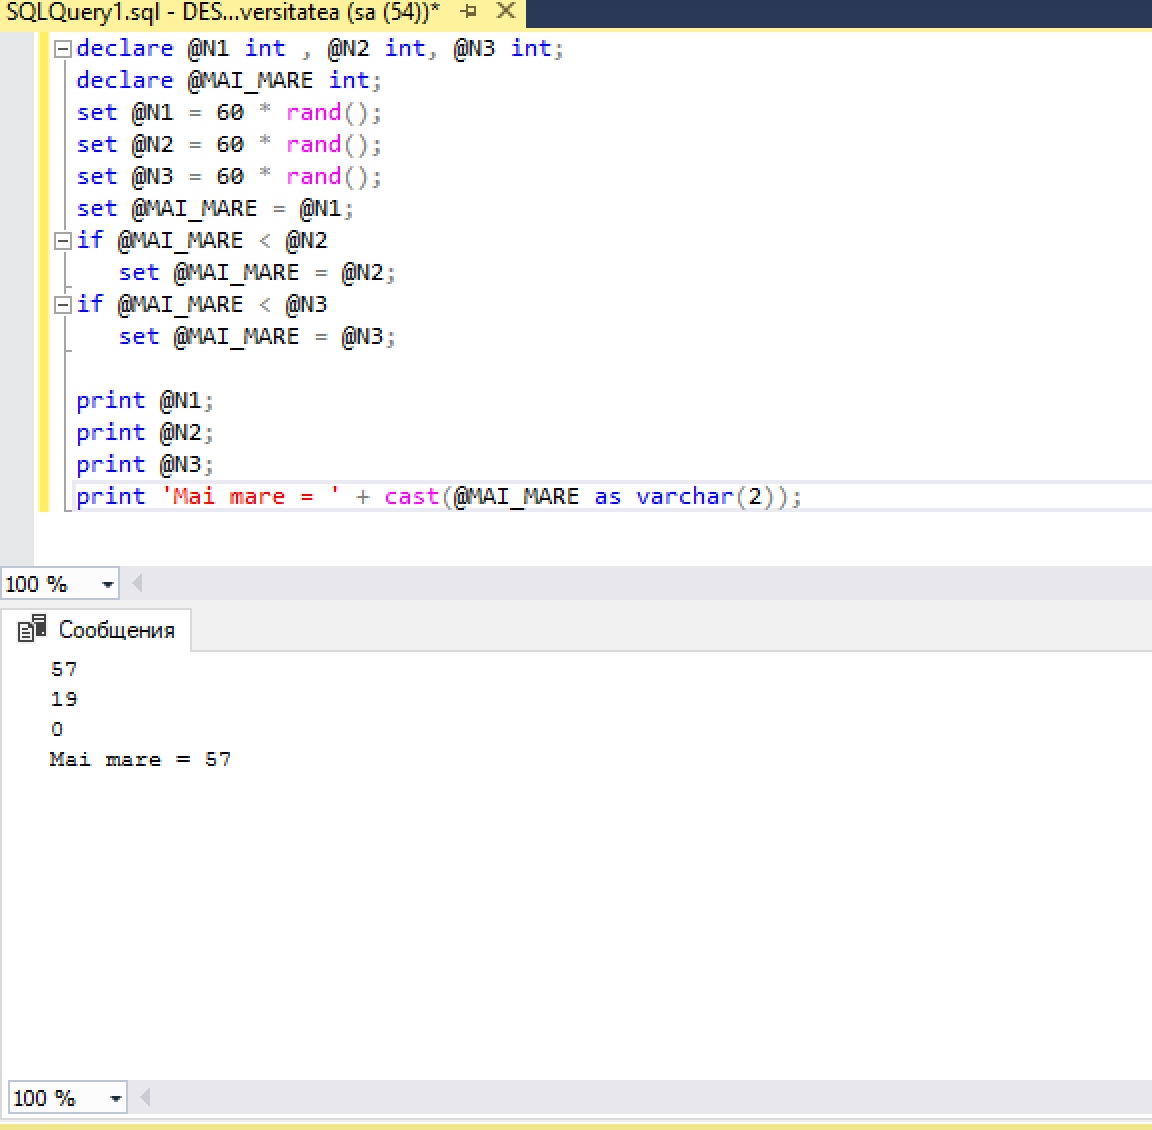 SQLQuery1.sql - DES...versitatea (sa (54))*
declare @N1 int , @N2 int, @N3 int;
declare @MAI_MARE int;
set @N1 = 60 * rand();
set @N2 = 60 * rand();
set @N3 = 60 * rand();
set @MAI_MARE = @N1;
if @MAI_MARE < @N2
set @MAI_MARE = @N2;
if @MAI_MARE < @N3
set @MAI_MARE = @N3;
print @N1;
print @N2;
print @N3;
print 'Mai mare = ' + cast(@MAI_MARE as varchar(2));
100 %
Сообщения
57
19
0
Mai mare = 57
100 %